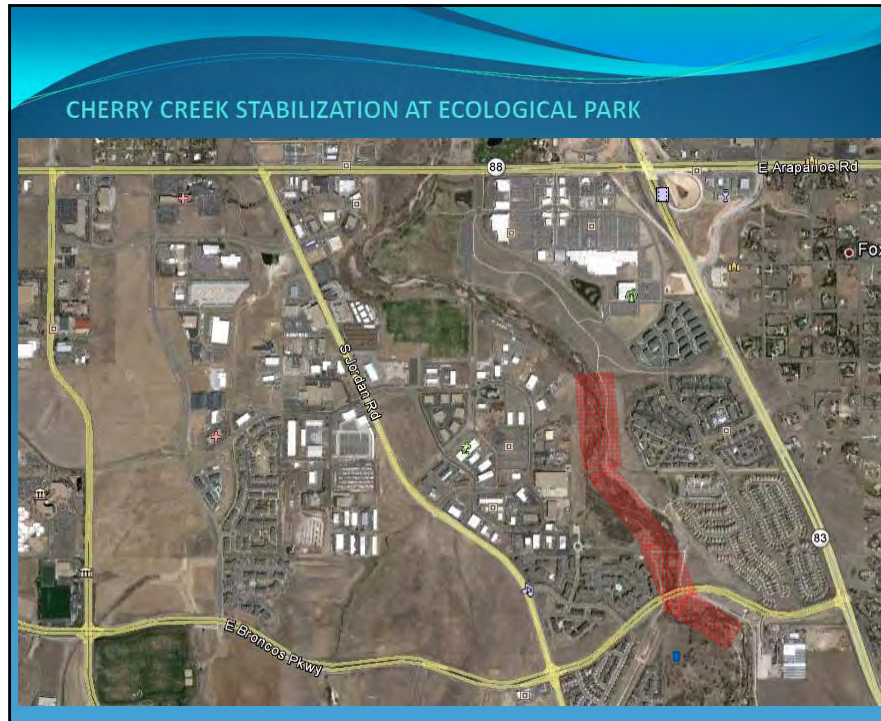 CHERRY CREEK STABILIZATION AT ECOLOGICAL PARK
88
E Arapahoe Rd
Fox
S Jordan Rd
83
E Broncos Pkwy